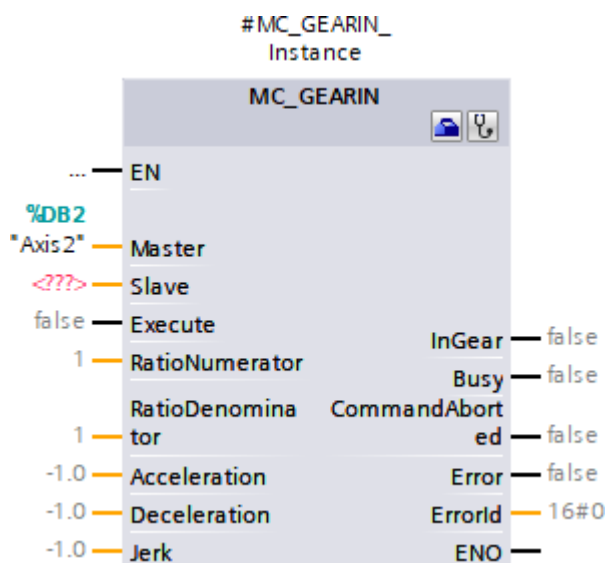 #MC_GEARIN_
Instance
MC_GEARIN
... EN
%DB2
"Axis2" Master
<???> Slave
false Execute
InGear false
1 RatioNumerator
Busy false
RatioDenomina CommandAbort
1 tor ed false
-1.0 Acceleration Error false
-1.0 Deceleration ErrorId 16#0
-1.0 Jerk ENO